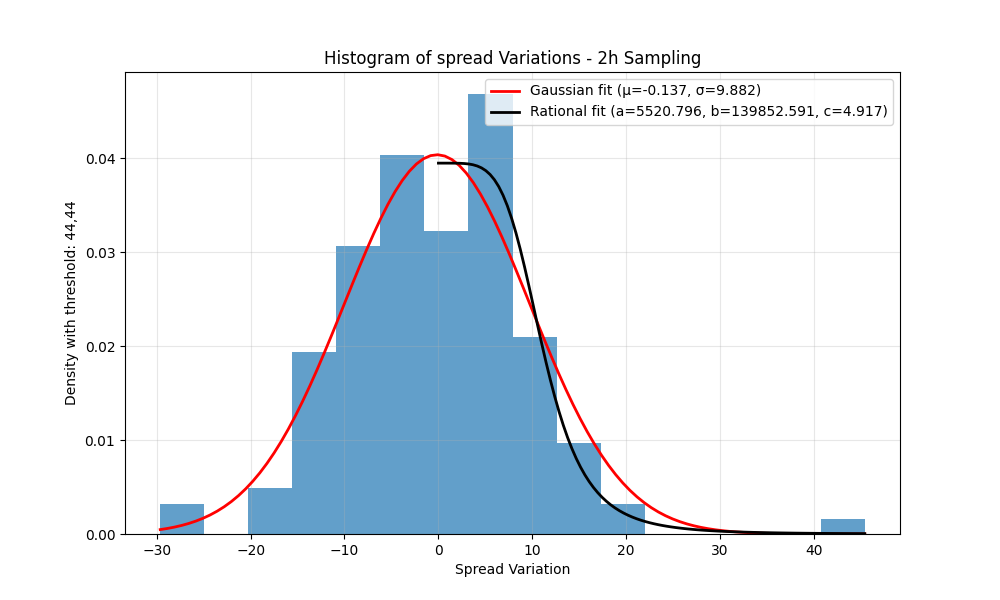 Histogram of spread Variations - 2h Sampling
Gaussian fit (μ=-0.137, σ=9.882)
Rational fit (a=5520.796, b=139852.591, c=4.917)
Density with threshold: 44,44
0.04
0.03
0.02
0.01
0.00
−30 −20 −10 0 10 20 30 40
Spread Variation